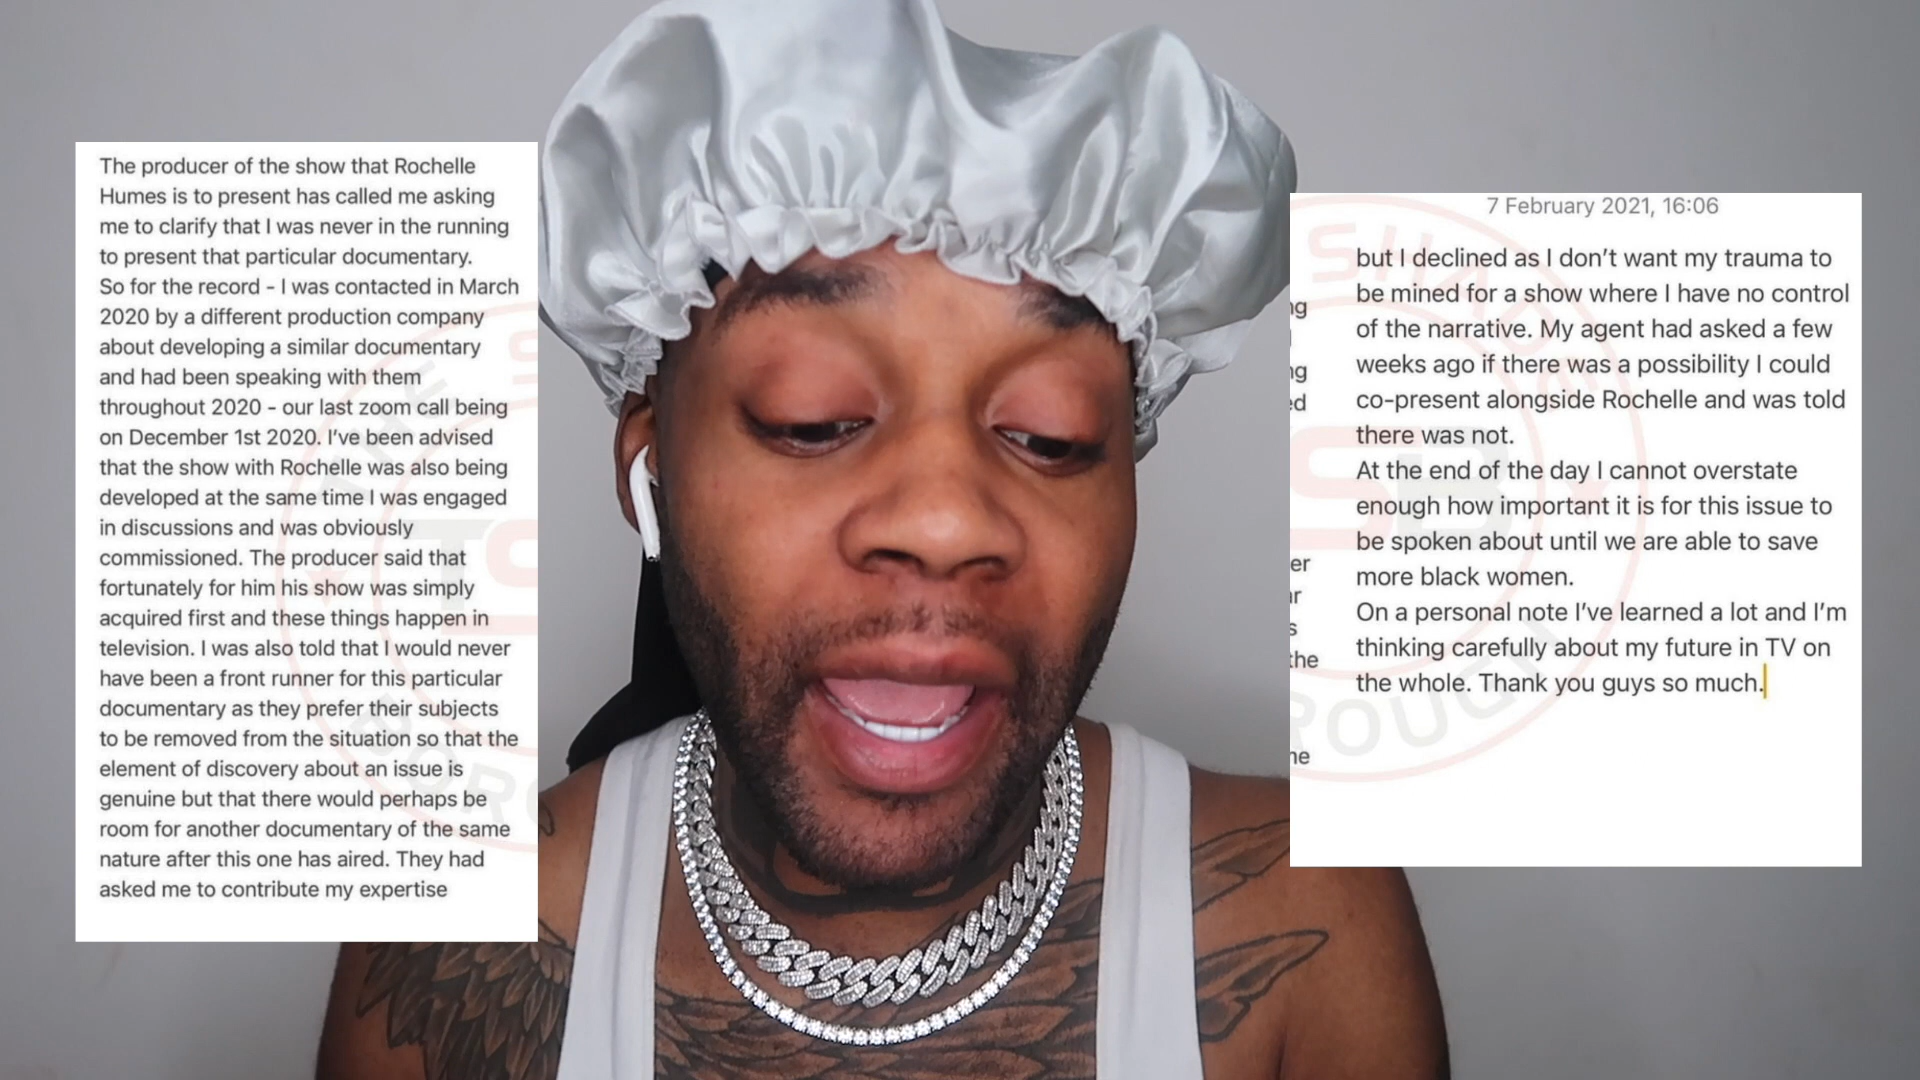 The producer of the show that Rochelle
Humes is to present has called me asking
me to clarify that I was never in the running
to present that particular documentary.
So for the record - I was contacted in March
2020 by a different production company
about developing a similar documentary
and had been speaking with them
throughout 2020 - our last zoom call being
on December 1st 2020. I've been advised
that the show with Rochelle was also being
developed at the same time I was engaged
in discussions and was obviously
commissioned. The producer said that
fortunately for him his show was simply
acquired first and these things happen in
television. I was also told that I would never
have been a front runner for this particular
documentary as they prefer their subjects
to be removed from the situation so that the
element of discovery about an issue is
genuine but that there would perhaps be
room for another documentary of the same
nature after this one has aired. They had
asked me to contribute my expertise
7 February 2021, 16:06
but I declined as I don't want my trauma to
be mined for a show where I have no control
of the narrative. My agent had asked a few
weeks ago if there was a possibility I could
co-present alongside Rochelle and was told
there was not.
At the end of the day I cannot overstate
enough how important it is for this issue to
be spoken about until we are able to save
more black women.
On a personal note I've learned a lot and I'm
thinking carefully about my future in TV on
the whole. Thank you guys so much.